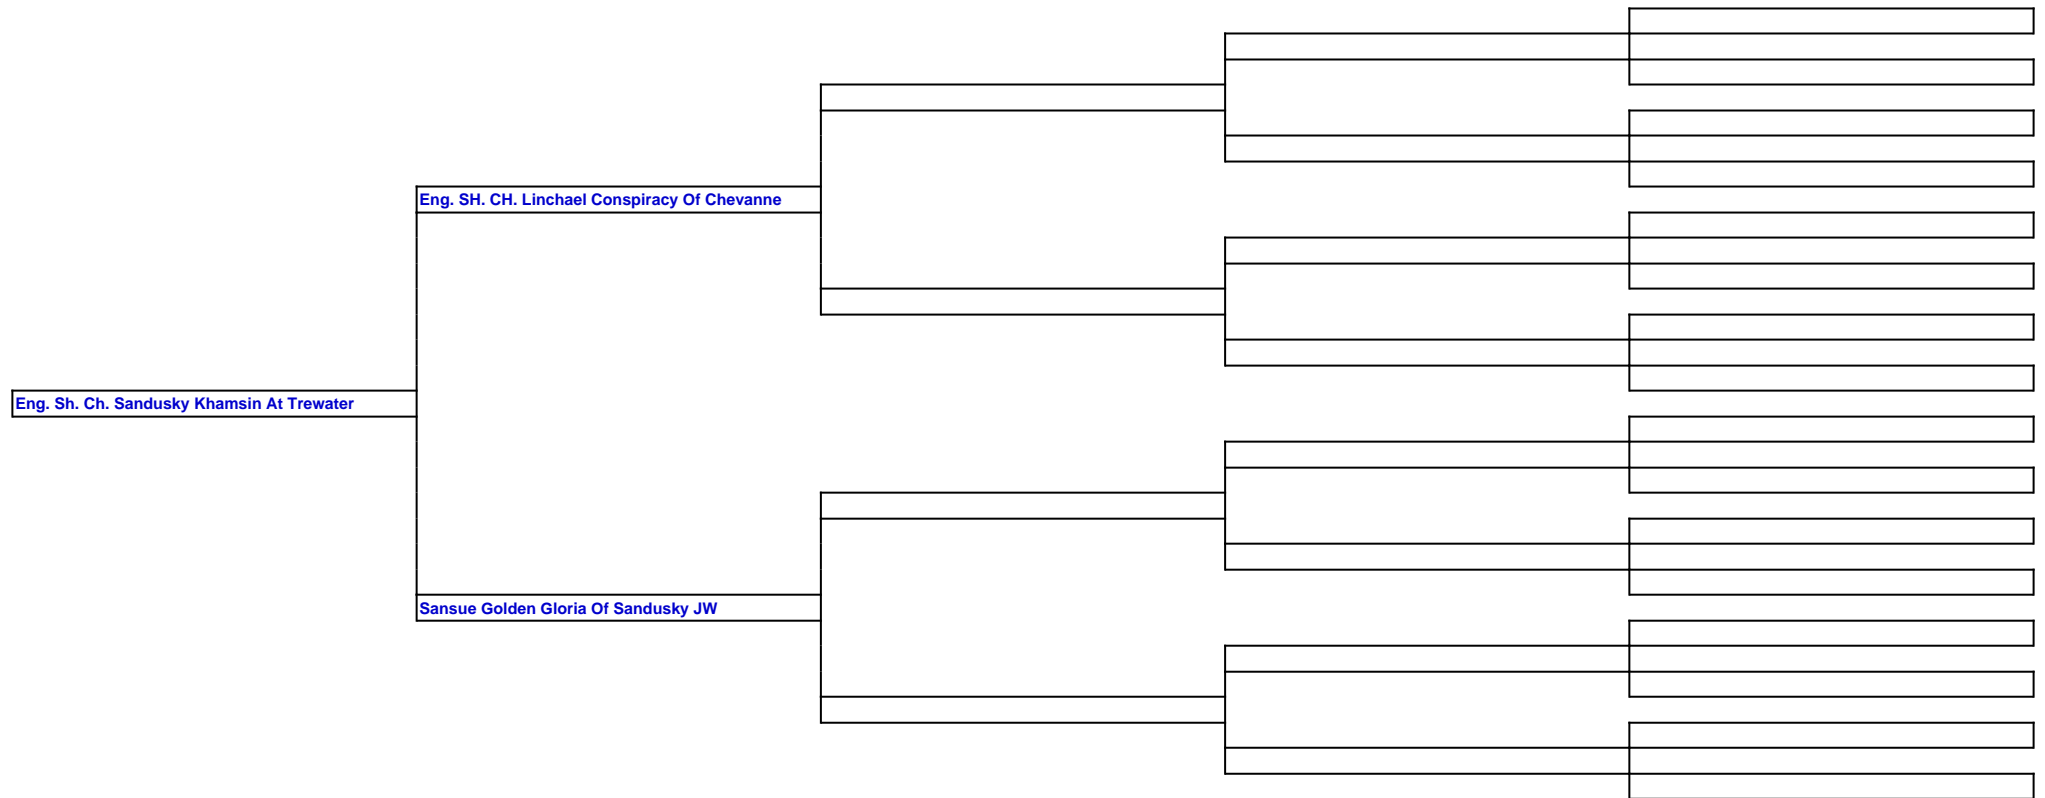 Eng. SH. CH. Linchael Conspiracy Of Chevanne
Eng. Sh. Ch. Sandusky Khamsin At Trewater
Sansue Golden Gloria Of Sandusky JW